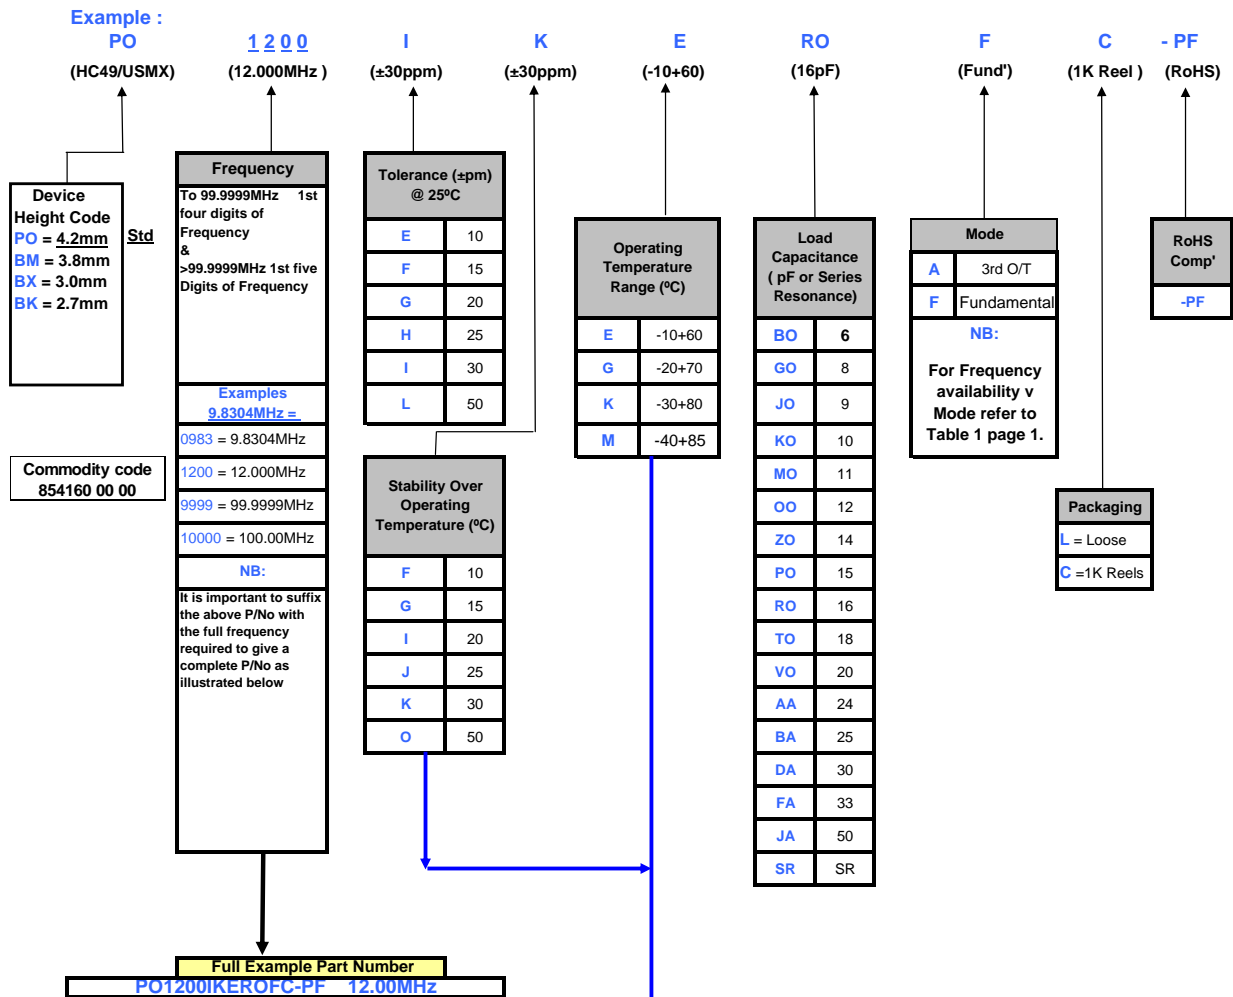 Example :
PO 1200 I K E RO F C - PF
(HC49/USMX) (12.000MHz ) (±30ppm) (±30ppm) (-10+60) (16pF) (Fund') (1K Reel ) (RoHS)
Device
Height Code
PO = 4.2mm Std
BM = 3.8mm
BX = 3.0mm
BK = 2.7mm
Commodity code
854160 00 00
Frequency
To 99.9999MHz 1st
four digits of
Frequency
&
>99.9999MHz 1st five
Digits of Frequency
Examples
9.8304MHz =
0983 = 9.8304MHz
1200 = 12.000MHz
9999 = 99.9999MHz
10000 = 100.00MHz
NB:
It is important to suffix
the above P/No with
the full frequency
required to give a
complete P/No as
illustrated below
Tolerance (±pm)
@ 25ºC
E 10
F 15
G 20
H 25
I 30
L 50
Stability Over
Operating
Temperature (ºC)
F 10
G 15
I 20
J 25
K 30
O 50
Operating
Temperature
Range (ºC)
E -10+60
G -20+70
K -30+80
M -40+85
Load
Capacitance
( pF or Series
Resonance)
BO 6
GO 8
JO 9
KO 10
MO 11
OO 12
ZO 14
PO 15
RO 16
TO 18
VO 20
AA 24
BA 25
DA 30
FA 33
JA 50
SR SR
Mode
A 3rd O/T
F Fundamental
NB:
For Frequency
availability v
Mode refer to
Table 1 page 1.
Packaging
L = Loose
C =1K Reels
RoHS
Comp'
-PF
Full Example Part Number
PO1200IKEROFC-PF 12.00MHz